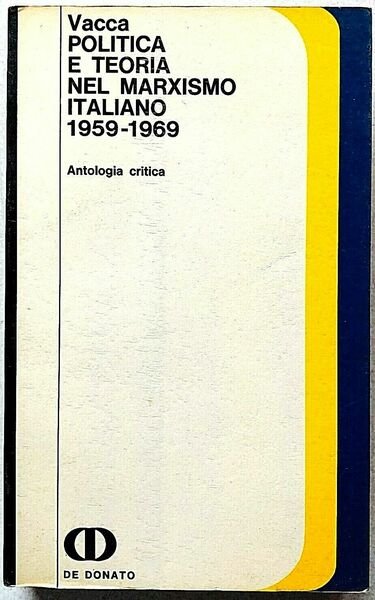 Vacca
POLITICA
E TEORIA
NEL MARXISMO
ITALIANO
1959-1969
Antologia critica
DE DONATO